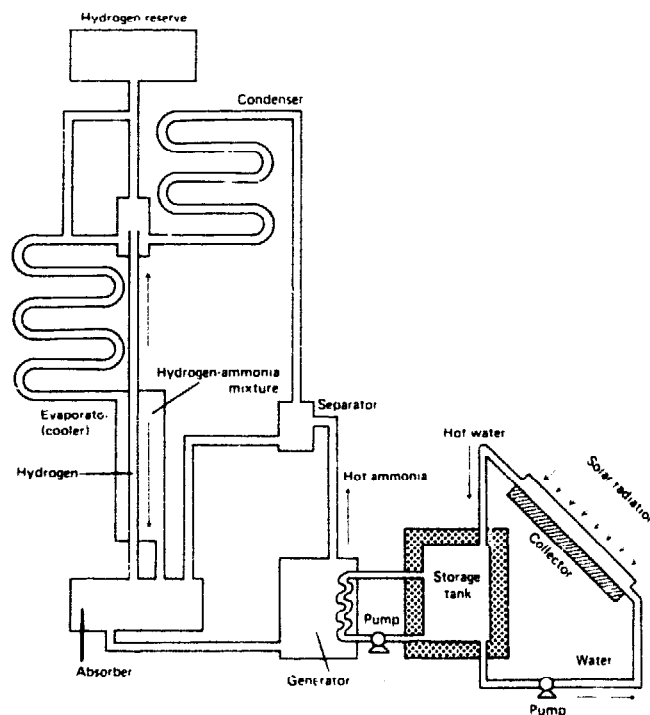 Hydrogen reserve
Condenser
Hydrogen-ammonia
mixture
Evaporato.
(cooler)
Separator
Hydrogen
Hot ammonia
Hot water
Solar radiation
Collector
Storage
tank
Pump
Absorber
Generator
Water
Pump